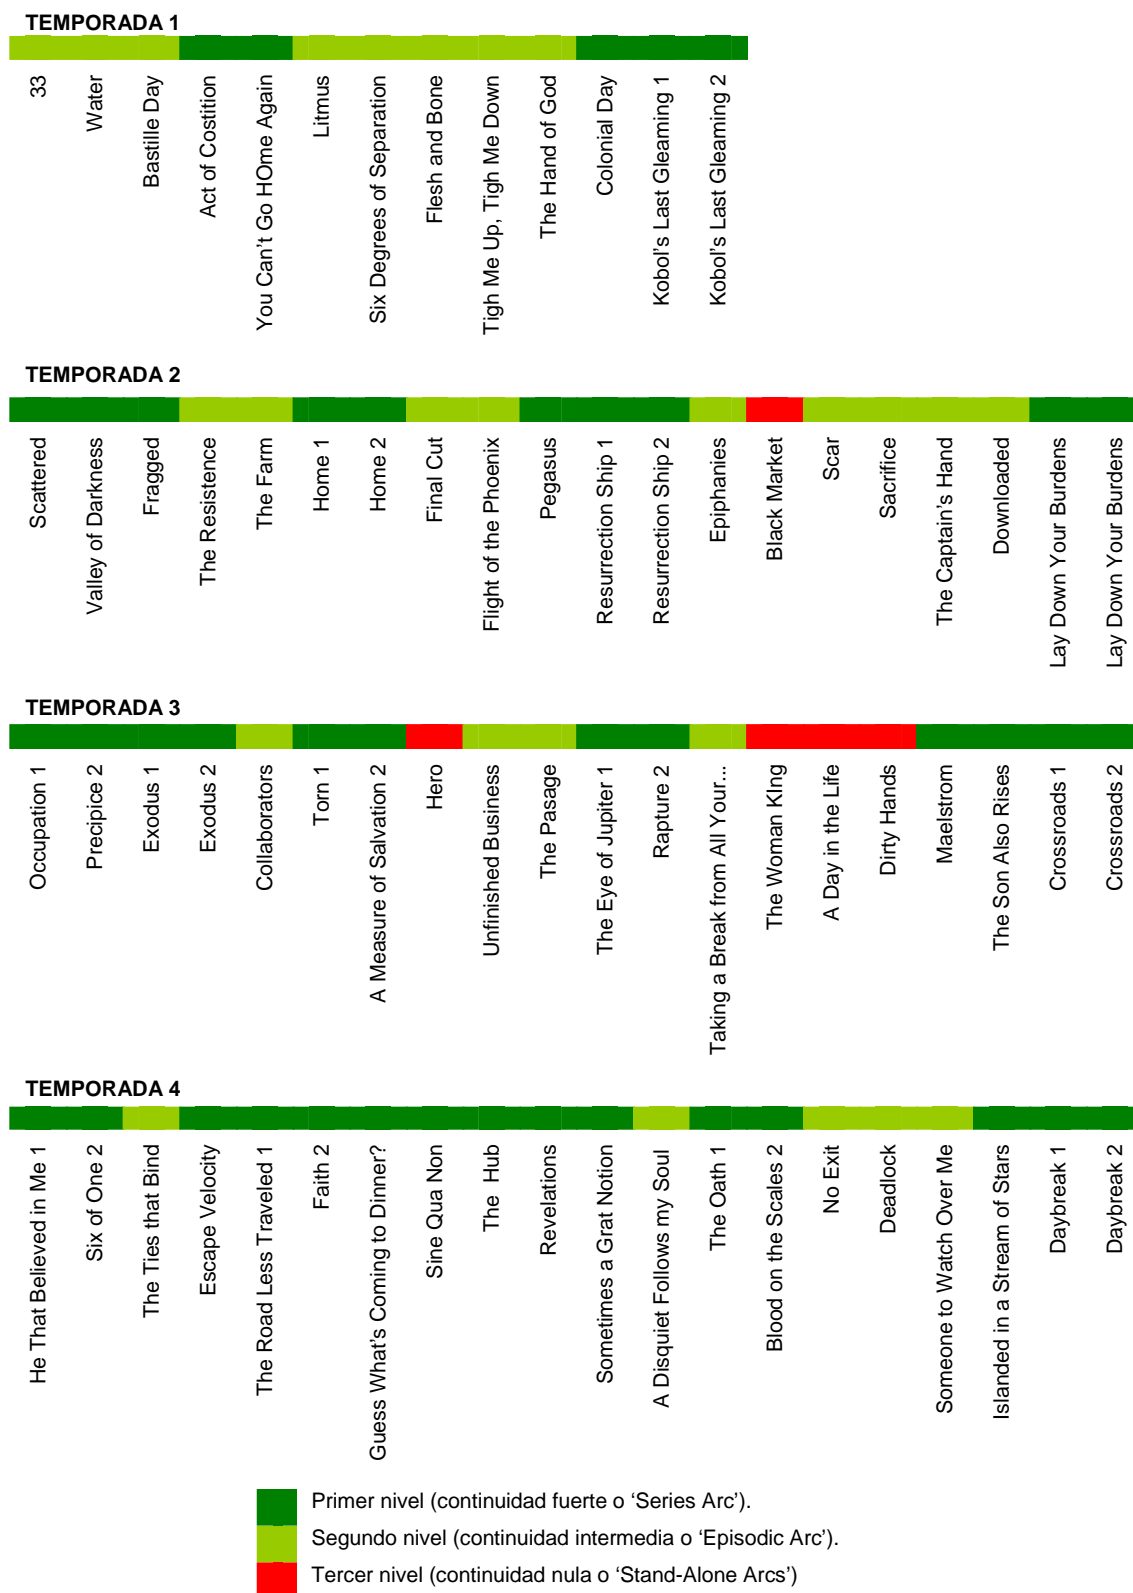 TEMPORADA 1
33
Water
Bastille Day
Act of Costition
You Can't Go HOme Again
Litmus
Six Degrees of Separation
Flesh and Bone
Tigh Me Up, Tigh Me Down
The Hand of God
Colonial Day
Kobol's Last Gleaming 1
Kobol's Last Gleaming 2
TEMPORADA 2
Scattered
Valley of Darkness
Fragged
The Resistence
The Farm
Home 1
Home 2
Final Cut
Flight of the Phoenix
Pegasus
Resurrection Ship 1
Resurrection Ship 2
Epiphanies
Black Market
Scar
Sacrifice
The Captain's Hand
Downloaded
Lay Down Your Burdens
Lay Down Your Burdens
TEMPORADA 3
Occupation 1
Precipice 2
Exodus 1
Exodus 2
Collaborators
Torn 1
A Measure of Salvation 2
Hero
Unfinished Business
The Pasage
The Eye of Jupiter 1
Rapture 2
Taking a Break from All Your...
The Woman KIng
A Day in the Life
Dirty Hands
Maelstrom
The Son Also Rises
Crossroads 1
Crossroads 2
TEMPORADA 4
He That Believed in Me 1
Six of One 2
The Ties that Bind
Escape Velocity
The Road Less Traveled 1
Faith 2
Guess What's Coming to Dinner?
Sine Qua Non
The Hub
Revelations
Sometimes a Grat Notion
A Disquiet Follows my Soul
The Oath 1
Blood on the Scales 2
No Exit
Deadlock
Someone to Watch Over Me
Islanded in a Stream of Stars
Daybreak 1
Daybreak 2
Primer nivel (continuidad fuerte o ‘Series Arc’).
Segundo nivel (continuidad intermedia o ‘Episodic Arc’).
Tercer nivel (continuidad nula o ‘Stand-Alone Arcs’)